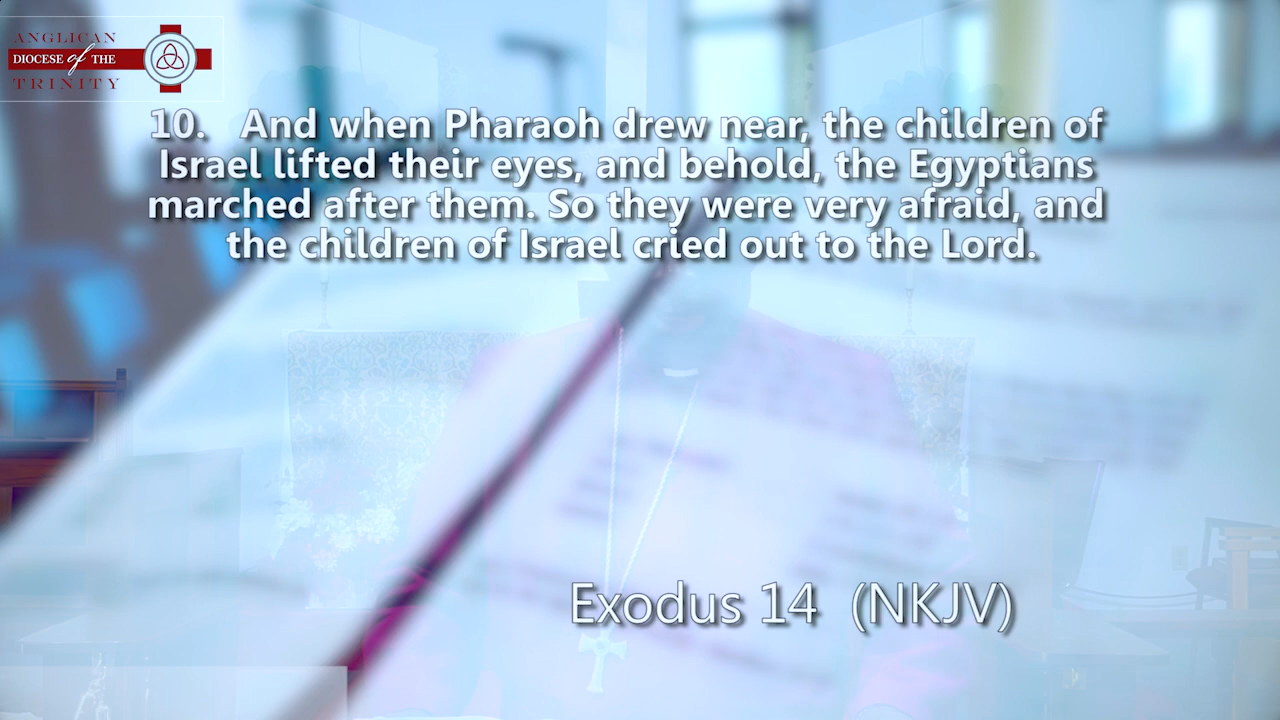 ANGLICAN
DIOCESE of THE
TRINITY
10. And when Pharaoh drew near, the children of
Israel lifted their eyes, and behold, the Egyptians
marched after them. So they were very afraid, and
the children of Israel cried out to the Lord.
Exodus 14 (NKJV)